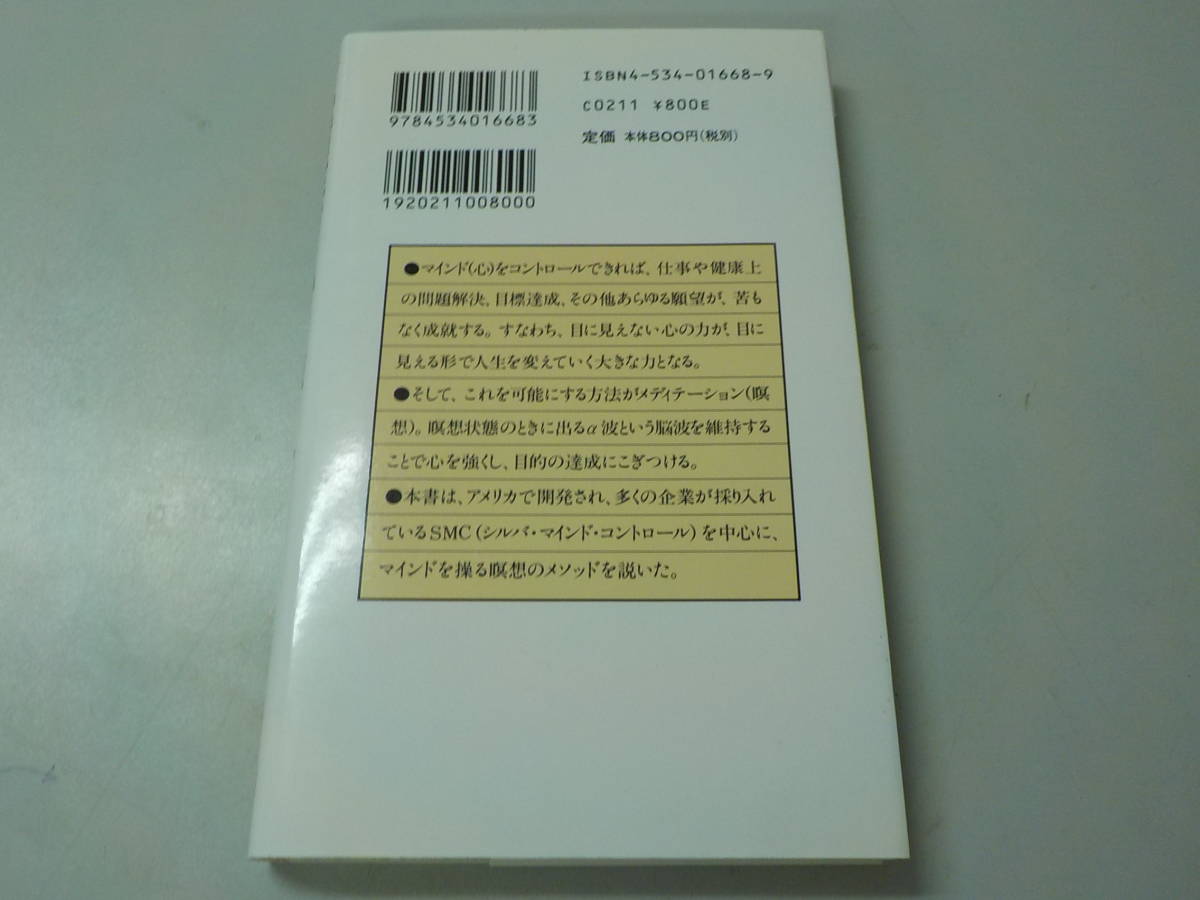 ISBN4-534-01668-9
9784534016683
C0211 ¥800E
定価 本体800円(税別)
1920211008000
●マインド(心)をコントロールできれば、仕事や健康上
の問題解決、目標達成、その他あらゆる願望が、苦も
なく成就する。すなわち、目に見えない心の力が、目に
見える形で人生を変えていく大きな力となる。
●そして、これを可能にする方法がメディテーション(瞑
想)。瞑想状態のときに出るα波という脳波を維持する
ことで心を強くし、目的の達成にこぎつける。
●本書は、アメリカで開発され、多くの企業が採り入れ
ているSMC(シルバ・マインド・コントロール)を中心に、
マインドを操る瞑想のメソッドを説いた。